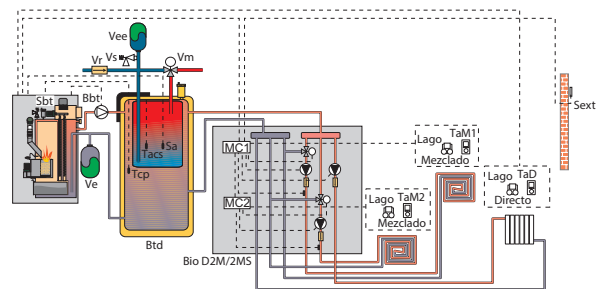 Vee
Vs
Vr
Vm
Sbt
Bbt
Sext
Sa
Tacs
Tcp
Ve
Btd
MC1
MC2
Lago TaM1
Mezclado
Lago TaD
Directo
Lago TaM2
Mezclado
Bio D2M/2MS